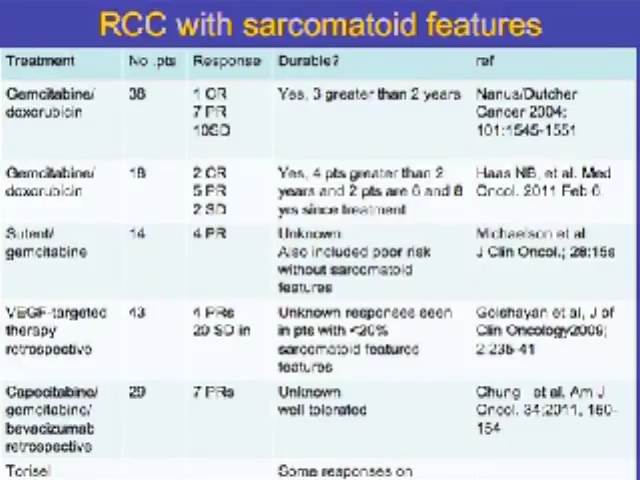 RCC with sarcomatoid features
Treatment No .pts Response Durable? ref
Gemcitabine/ 38 1 CR Yes, 3 greater than 2 years Nanus/Dutcher
doxorubicin 7 PR Cancer 2004;
10SD 101:1545-1551
Gemcitabine/ 18 2 CR Yes, 4 pts greater than 2 Haas NB, et al. Med
doxorubicin 5 PR years and 2 pts are 6 and 8 Oncol. 2011 Feb 6
2 SD yrs since treatment
Sutent/ 14 4 PR Unknown Michaelson et al
gemcitabine Also included poor risk J Clin Oncol.; 28:15s
without sarcomatoid
features
VEGF-targeted 43 4 PRs Unknown responses seen Golshayan et al, J of
therapy 20 SD in in pts with <20% Clin Oncology2009;
retrospective sarcomatoid features 2:235-41
features
Capecitabine/ 29 7 PRs Unknown Chung et al. Am J
gemcitabine/ well tolerated Oncol. 34:2011, 150-
bevacizumab 154
retrospective
Torisel Some responses on